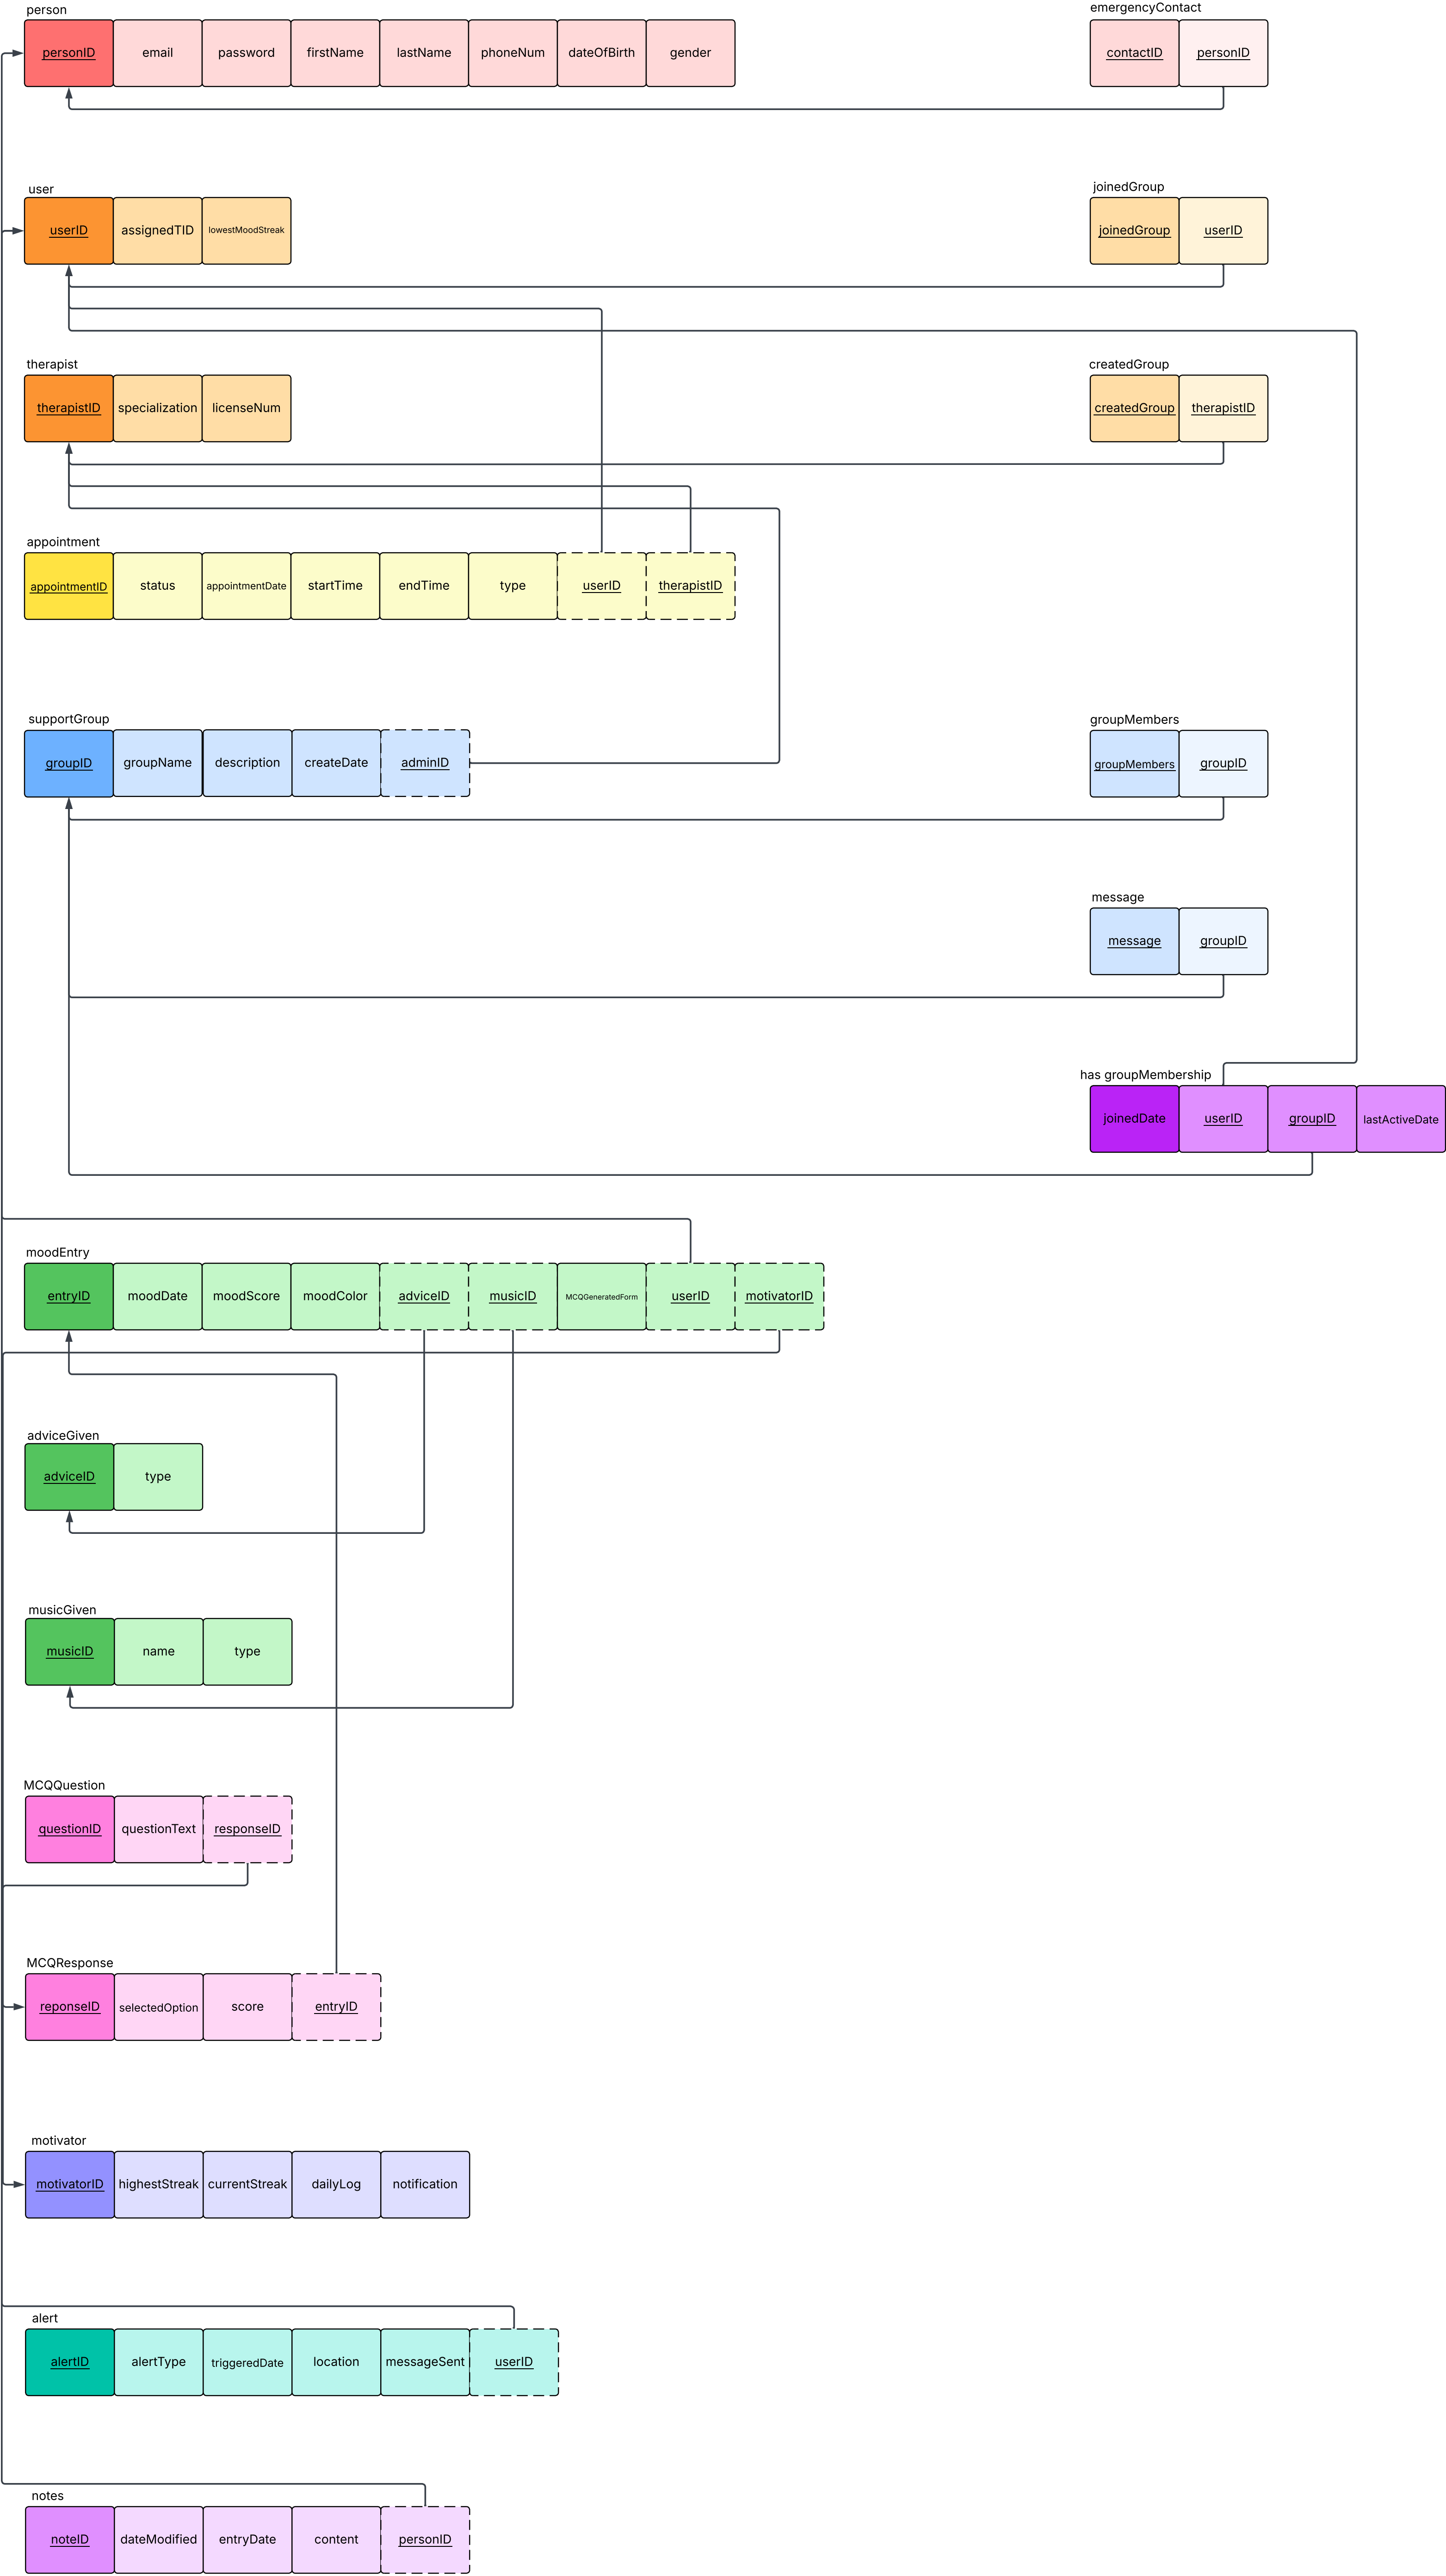 person
emergencyContact
personID email password firstName lastName phoneNum dateOfBirth gender
contactID personID
user
joinedGroup
userID assignedTID lowestMoodStreak
joinedGroup userID
therapist
createdGroup
therapistID specialization licenseNum
createdGroup therapistID
appointment
appointmentID status appointmentDate startTime endTime type userID therapistID
supportGroup
groupMembers
groupID groupName description createDate adminID
groupMembers groupID
message
message groupID
has groupMembership
joinedDate userID groupID lastActiveDate
moodEntry
entryID moodDate moodScore moodColor adviceID musicID MCQGeneratedForm userID motivatorID
adviceGiven
adviceID type
musicGiven
musicID name type
MCQQuestion
questionID questionText responseID
MCQResponse
reponseID selectedOption score entryID
motivator
motivatorID highestStreak currentStreak dailyLog notification
alert
alertID alertType triggeredDate location messageSent userID
notes
noteID dateModified entryDate content personID